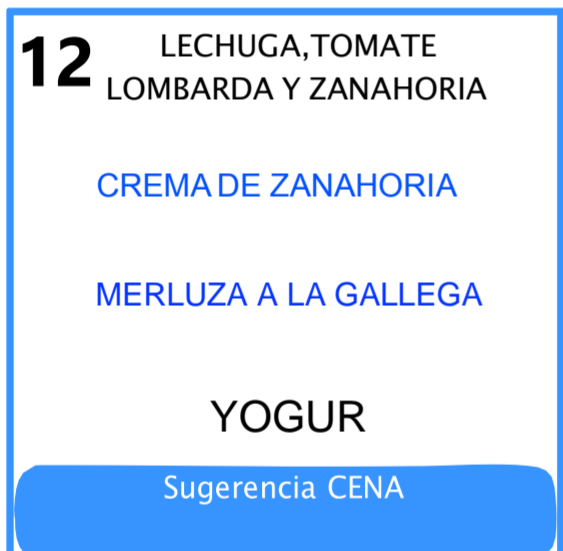 12
LECHUGA,TOMATE
LOMBARDA Y ZANAHORIA
CREMA DE ZANAHORIA
MERLUZA A LA GALLEGA
YOGUR
Sugerencia CENA